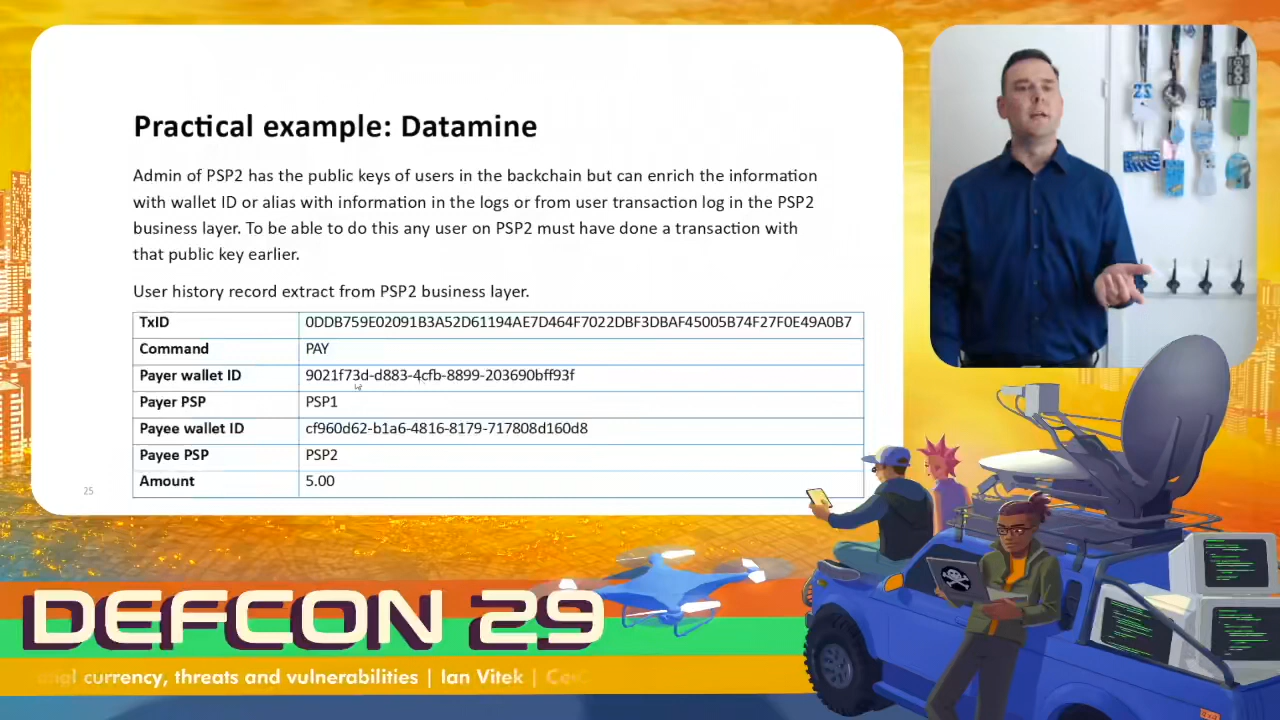 Practical example: Datamine
Admin of PSP2 has the public keys of users in the backchain but can enrich the information
with wallet ID or alias with information in the logs or from user transaction log in the PSP2
business layer. To be able to do this any user on PSP2 must have done a transaction with
that public key earlier.
User history record extract from PSP2 business layer.
TxID 0DDB759E02091B3A52D61194AE7D464F7022DBF3DBAF45005B74F27F0E49A0B7
Command PAY
Payer wallet ID 9021f73d-d883-4cfb-8899-203690bff93f
Payer PSP PSP1
Payee wallet ID cf960d62-b1a6-4816-8179-717808d160d8
Payee PSP PSP2
Amount 5.00
25
DEFCON 29
currency, threats and vulnerabilities | Ian Vitek |